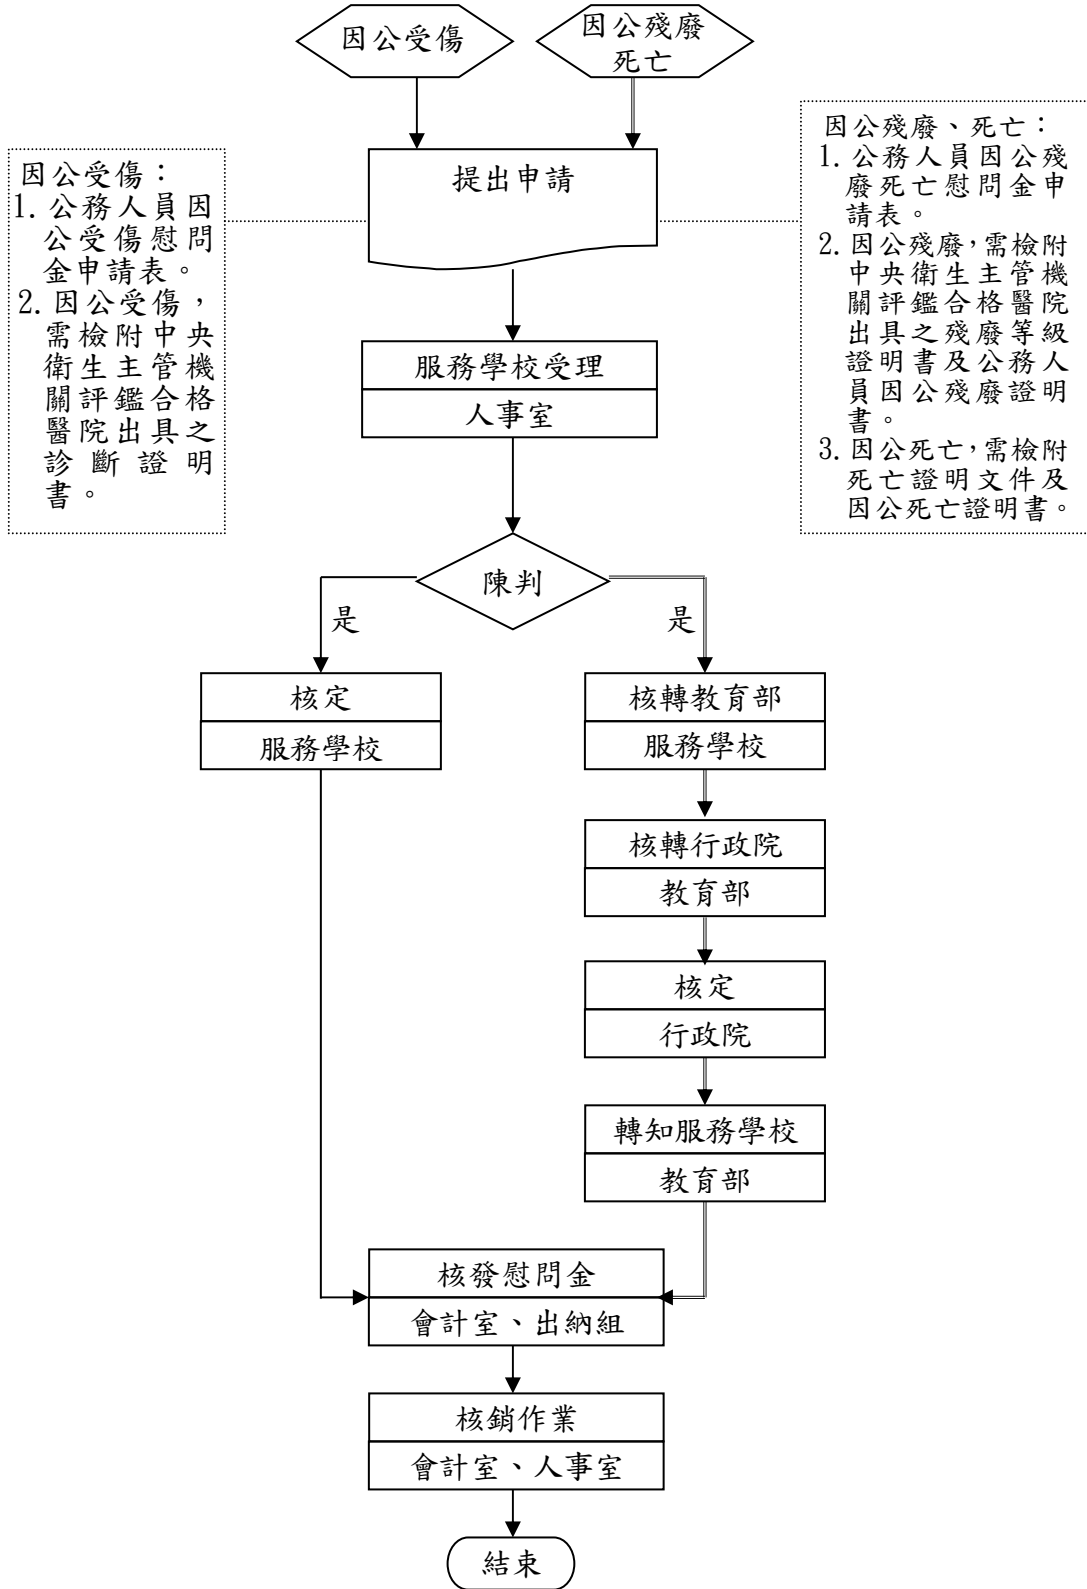 因公受傷
因公殘廢
死亡
提出申請
因公受傷：
1.公務人員因
公受傷慰問
金申請表。
2.因公受傷，
需檢附中央
衛生主管機
關評鑑合格
醫院出具之
診斷證明
書。
因公殘廢、死亡：
1.公務人員因公殘
廢死亡慰問金申
請表。
2.因公殘廢，需檢附
中央衛生主管機
關評鑑合格醫院
出具之殘廢等級
證明書及公務人
員因公殘廢證明
書。
3.因公死亡，需檢附
死亡證明文件及
因公死亡證明書。
服務學校受理
人事室
陳判
是
是
核定
服務學校
核轉教育部
服務學校
核轉行政院
教育部
核定
行政院
轉知服務學校
教育部
核發慰問金
會計室、出納組
核銷作業
會計室、人事室
結束